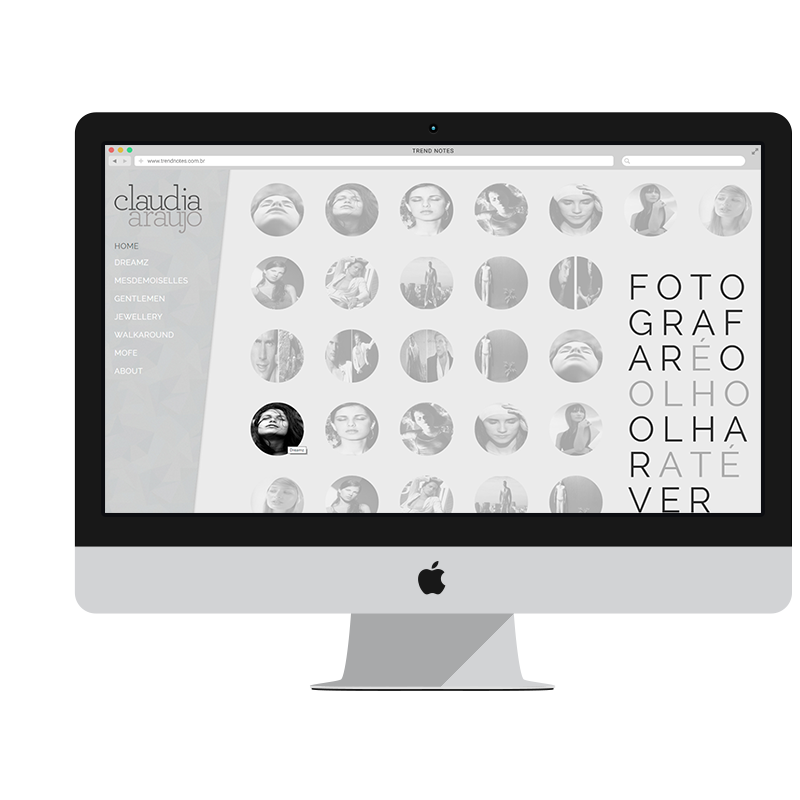 TREND NOTES
www.trendnotes.com.br
claudia
araujo
HOME
DREAMZ
MESDEMOISELLES
GENTLEMEN
JEWELLERY
WALKAROUND
MOFE
ABOUT
Dreamz
FOTO
GRAF
ARÉO
OLHO
OLHA
RATÉ
VER